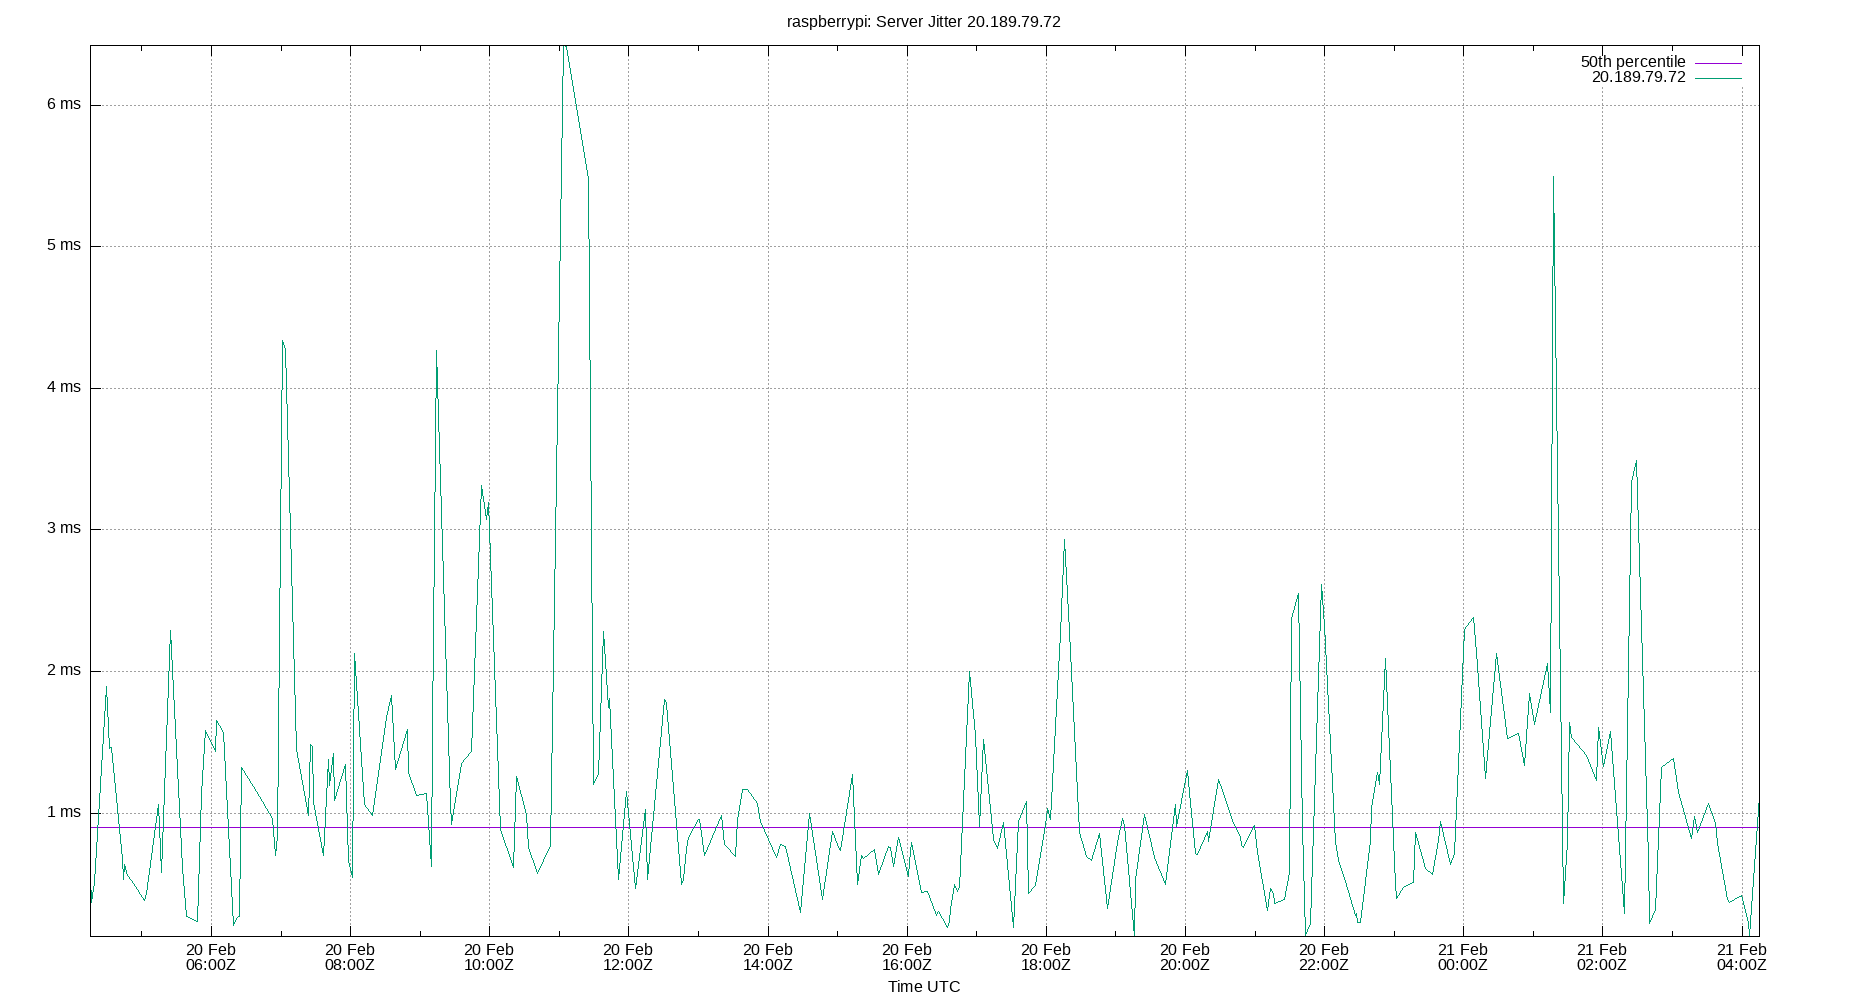 raspberrypi: Server Jitter 20.189.79.72
50th percentile
20.189.79.72
6 ms
5 ms
4 ms
3 ms
2 ms
1 ms
20 Feb 20 Feb 20 Feb 20 Feb 20 Feb 20 Feb 20 Feb 20 Feb 20 Feb 21 Feb 21 Feb 21 Feb
06:00Z 08:00Z 10:00Z 12:00Z 14:00Z 16:00Z 18:00Z 20:00Z 22:00Z 00:00Z 02:00Z 04:00Z
Time UTC